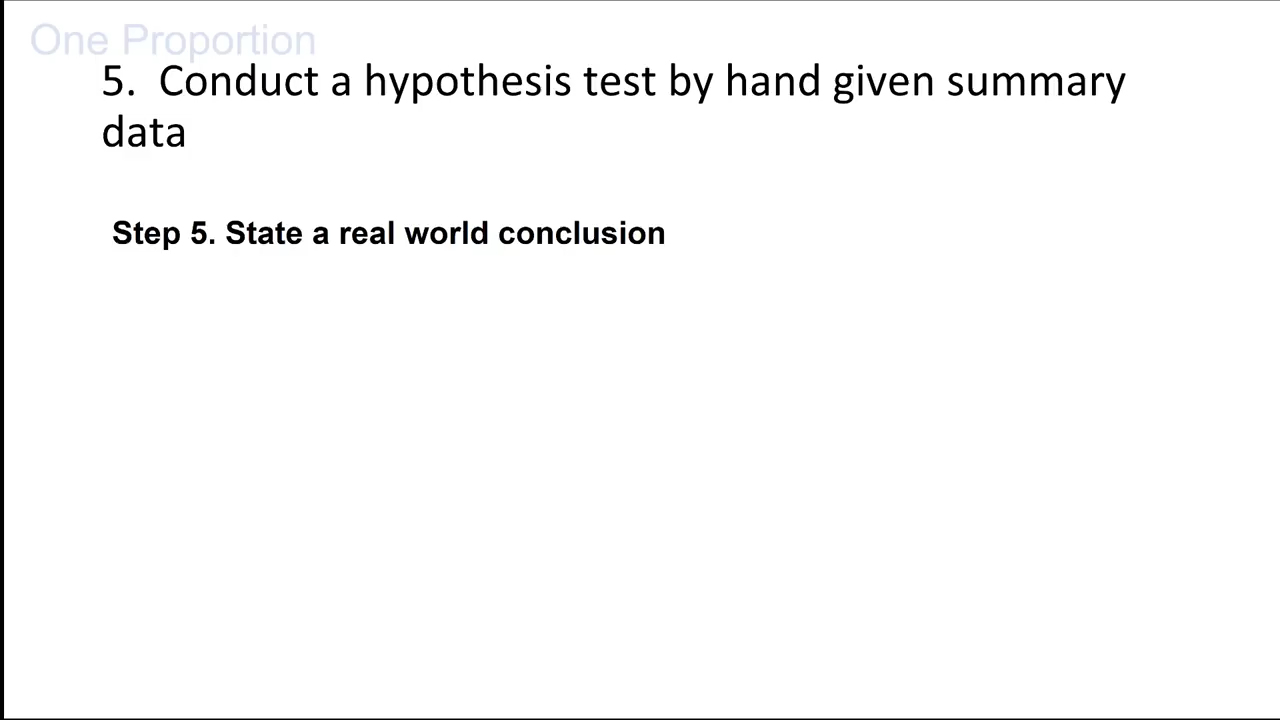 One Proportion
5. Conduct a hypothesis test by hand given summary
data
Step 5. State a real world conclusion